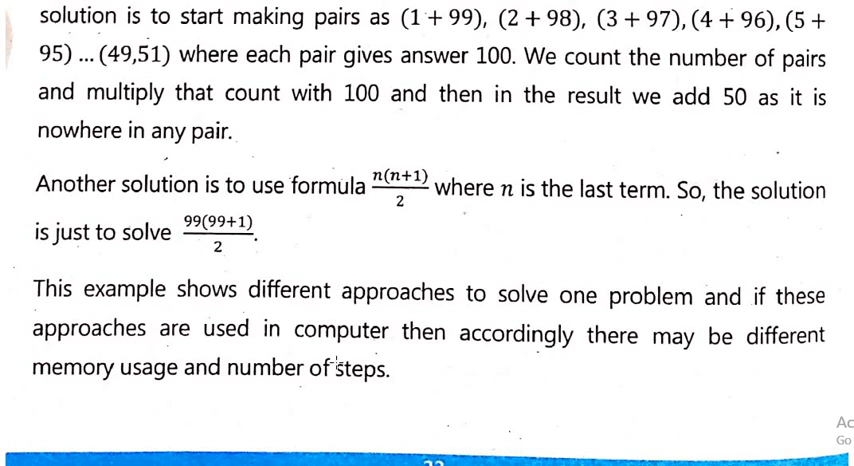 solution is to start making pairs as (1 + 99), (2 + 98), (3 + 97), (4 + 96), (5 +
95) ... (49,51) where each pair gives answer 100. We count the number of pairs
and multiply that count with 100 and then in the result we add 50 as it is
nowhere in any pair.
Another solution is to use formula n(n+1)/2 where n is the last term. So, the solution
is just to solve 99(99+1)/2.
This example shows different approaches to solve one problem and if these
approaches are used in computer then accordingly there may be different
memory usage and number of steps.
Ac
Go